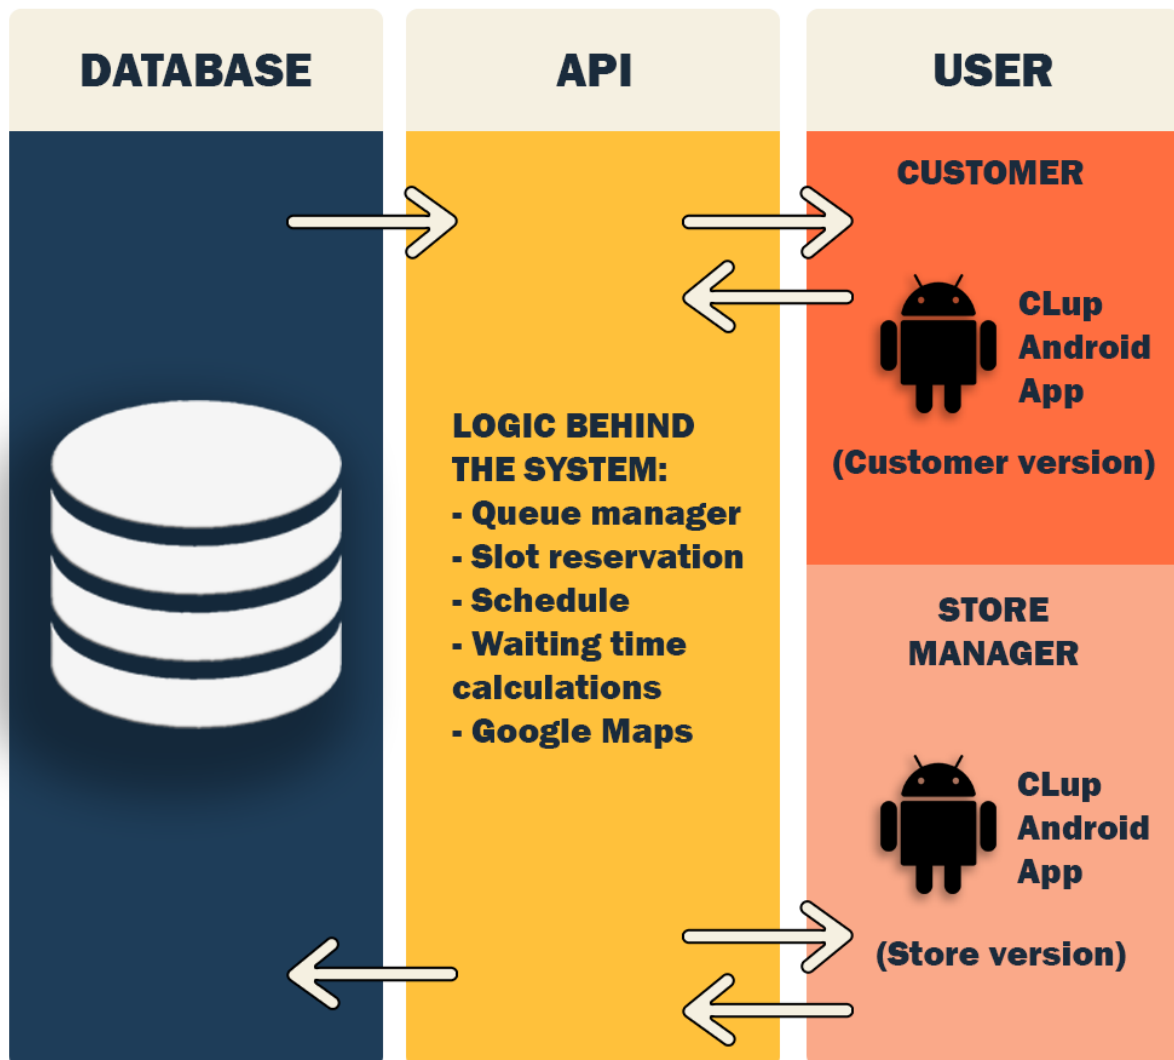 DATABASE
API
LOGIC BEHIND
THE SYSTEM:
- Queue manager
- Slot reservation
- Schedule
- Waiting time
calculations
- Google Maps
USER
CUSTOMER
CLup
Android
App
(Customer version)
STORE
MANAGER
CLup
Android
App
(Store version)